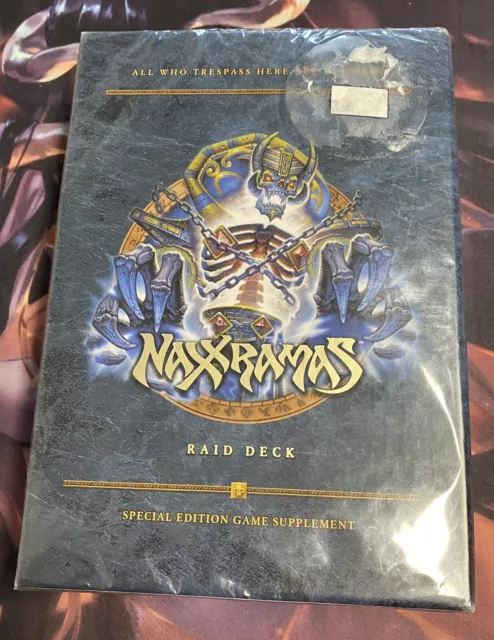 ALL WHO TRESPASS HERE
NAXXRAMAS
RAID DECK
SPECIAL EDITION GAME SUPPLEMENT